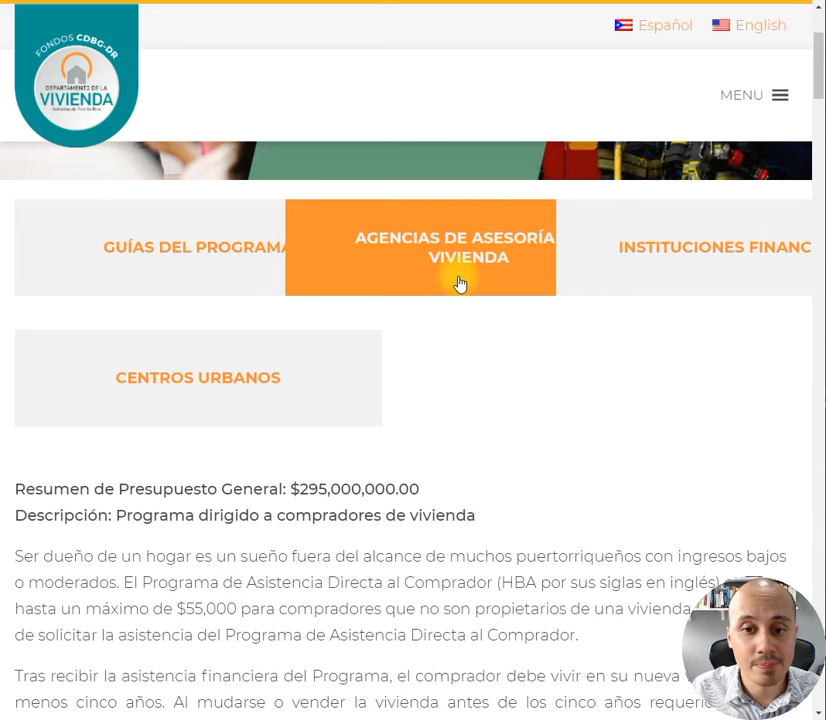 Español English
FONDOS CDBG-DR
DEPARTAMENTO DE LA
VIVIENDA
Gobierno de Puerto Rico
MENU
GUÍAS DEL PROGRAMA
AGENCIAS DE ASESORÍA
VIVIENDA
INSTITUCIONES FINANC
CENTROS URBANOS
Resumen de Presupuesto General: $295,000,000.00
Descripción: Programa dirigido a compradores de vivienda
Ser dueño de un hogar es un sueño fuera del alcance de muchos puertorriqueños con ingresos bajos
o moderados. El Programa de Asistencia Directa al Comprador (HBA por sus siglas en inglés)
hasta un máximo de $55,000 para compradores que no son propietarios de una vivienda
de solicitar la asistencia del Programa de Asistencia Directa al Comprador.
Tras recibir la asistencia financiera del Programa, el comprador debe vivir en su nueva
menos cinco años. Al mudarse o vender la vivienda antes de los cinco años